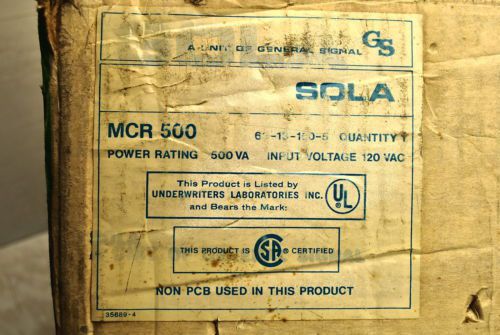 A UNIT OF GENERAL SIGNAL GS
SOLA
MCR 500 QUANTITY 1
POWER RATING 500 VA INPUT VOLTAGE 120 VAC
This Product is Listed by
UNDERWRITERS LABORATORIES INC.
and Bears the Mark:
UL
THIS PRODUCT IS SA ® CERTIFIED
NON PCB USED IN THIS PRODUCT
35689-4